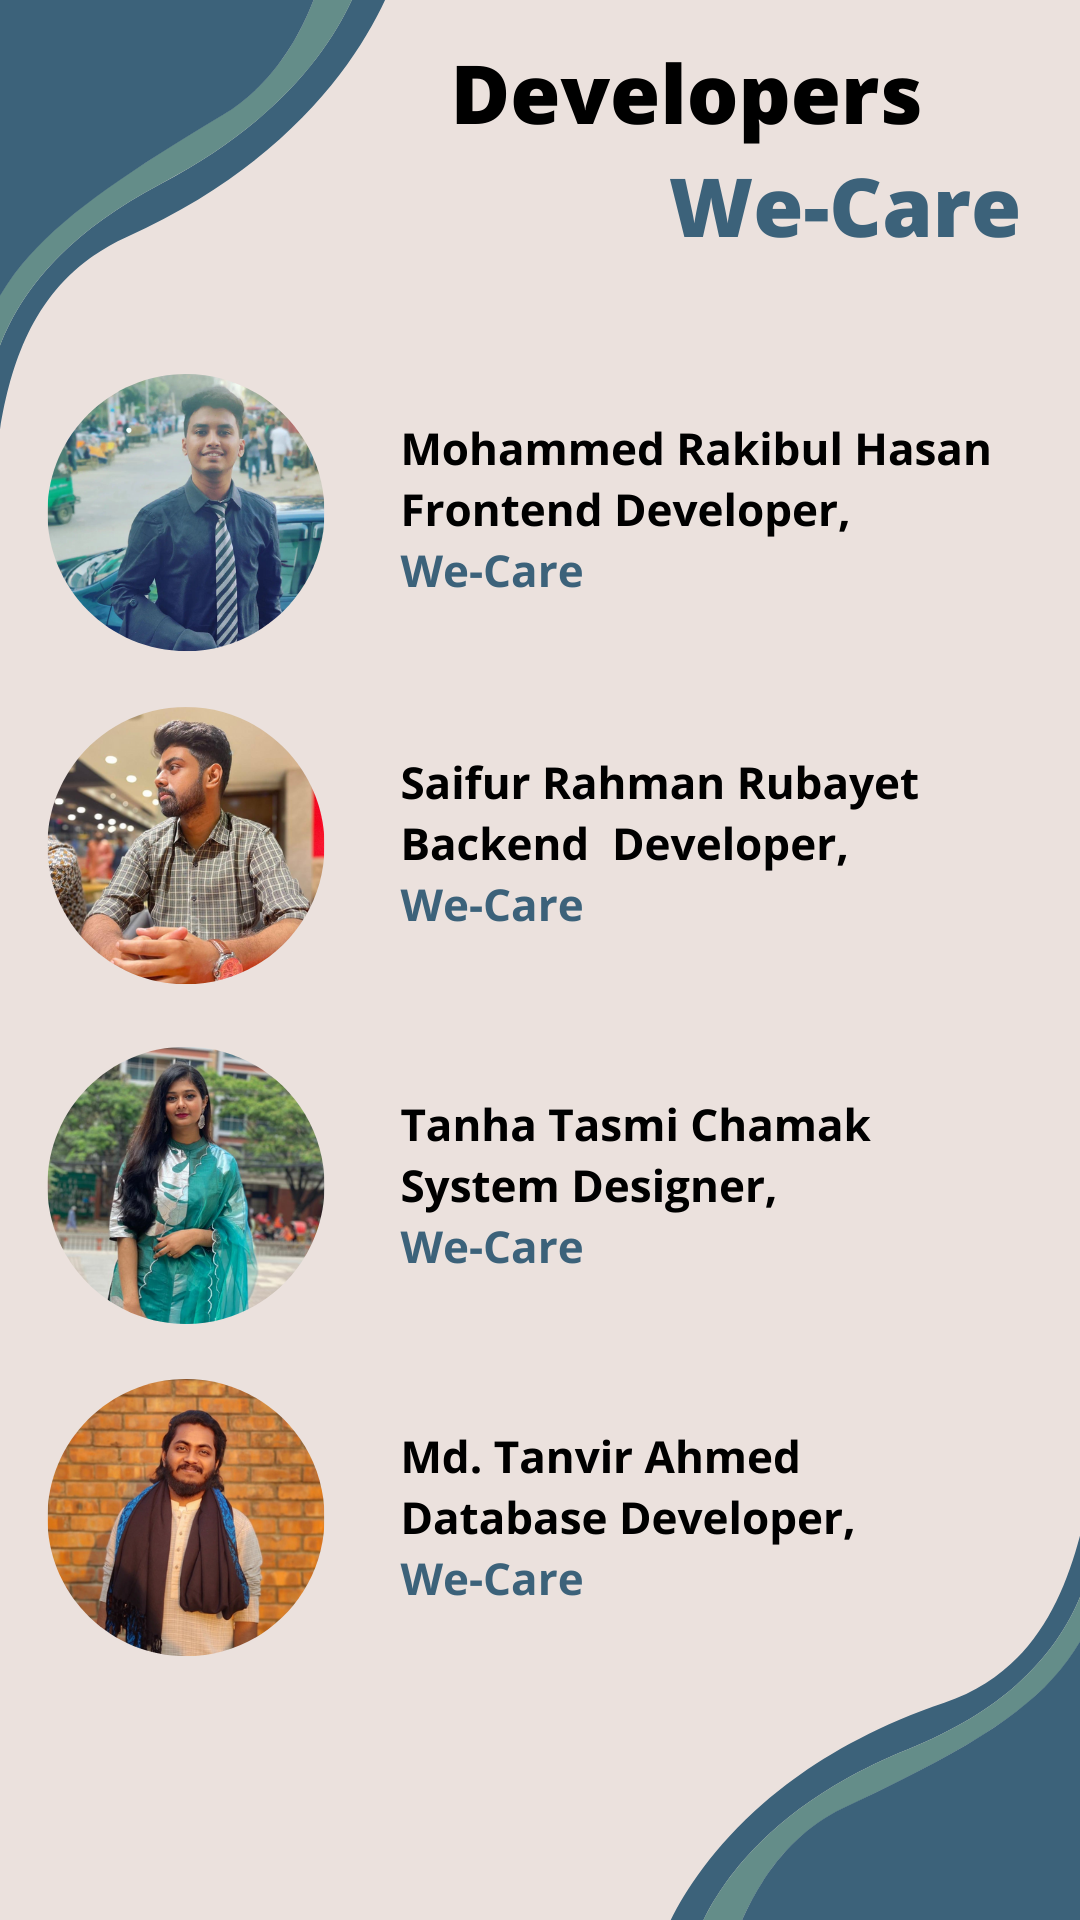 Developers
We-Care
Mohammed Rakibul Hasan
Frontend Developer,
We-Care
Saifur Rahman Rubayet
Backend  Developer,
We-Care
Tanha Tasmi Chamak
System Designer,
We-Care
Md. Tanvir Ahmed
Database Developer,
We-Care